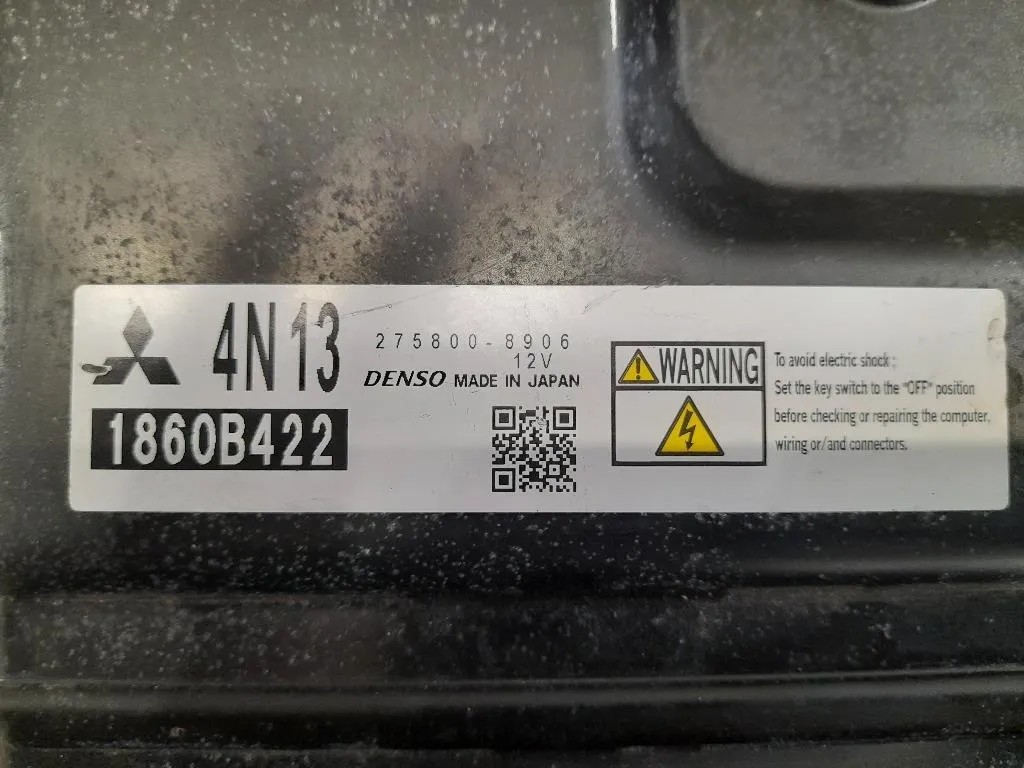 4N13
1860B422
275800-8906
12V
DENSO MADE IN JAPAN
WARNING
To avoid electric shock ;
Set the key switch to the "OFF" position
before checking or repairing the computer,
wiring or/and connectors.